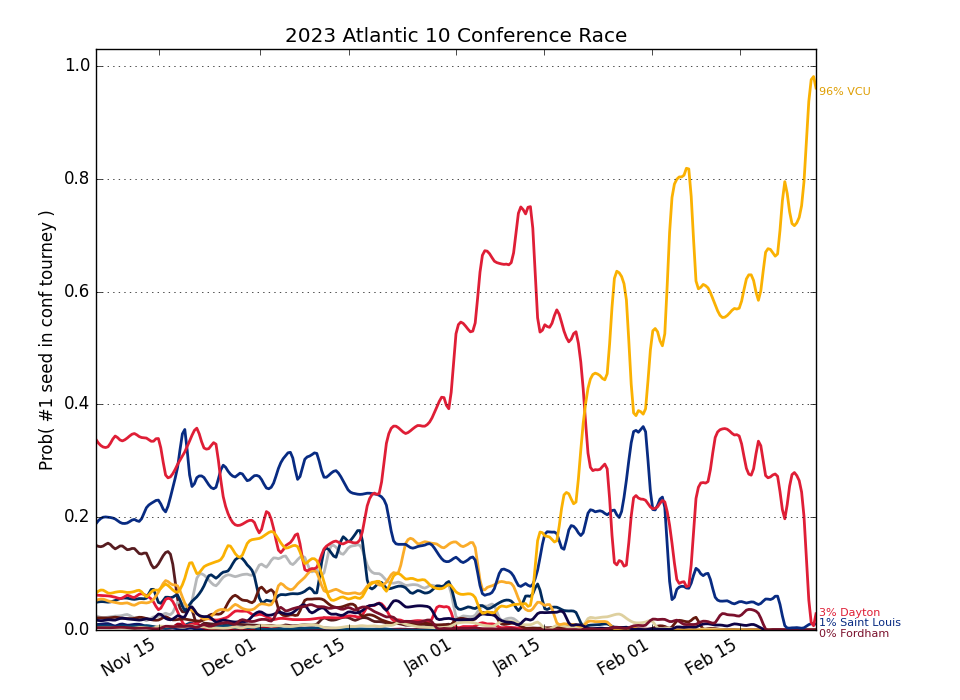 2023 Atlantic 10 Conference Race
Prob( #1 seed in conf tourney )
1.0
0.8
0.6
0.4
0.2
0.0
96% VCU
3% Dayton
1% Saint Louis
0% Fordham
Nov 15
Dec 01
Dec 15
Jan 01
Jan 15
Feb 01
Feb 15